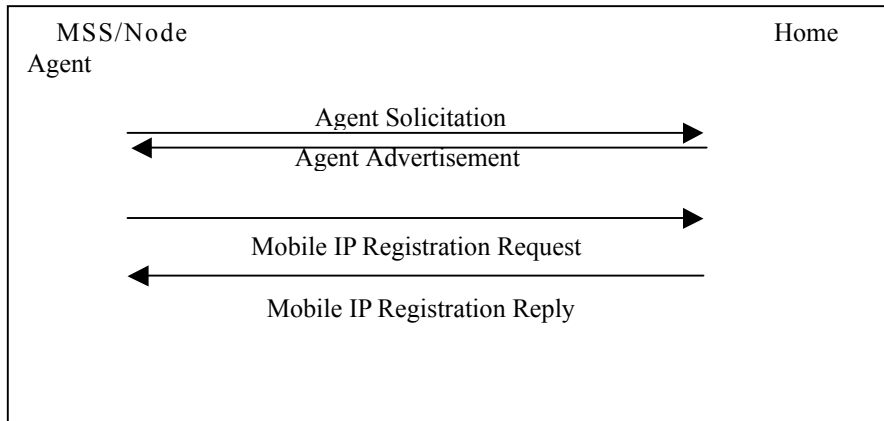 MSS/Node Home
Agent
Agent Solicitation
Agent Advertisement
Mobile IP Registration Request
Mobile IP Registration Reply